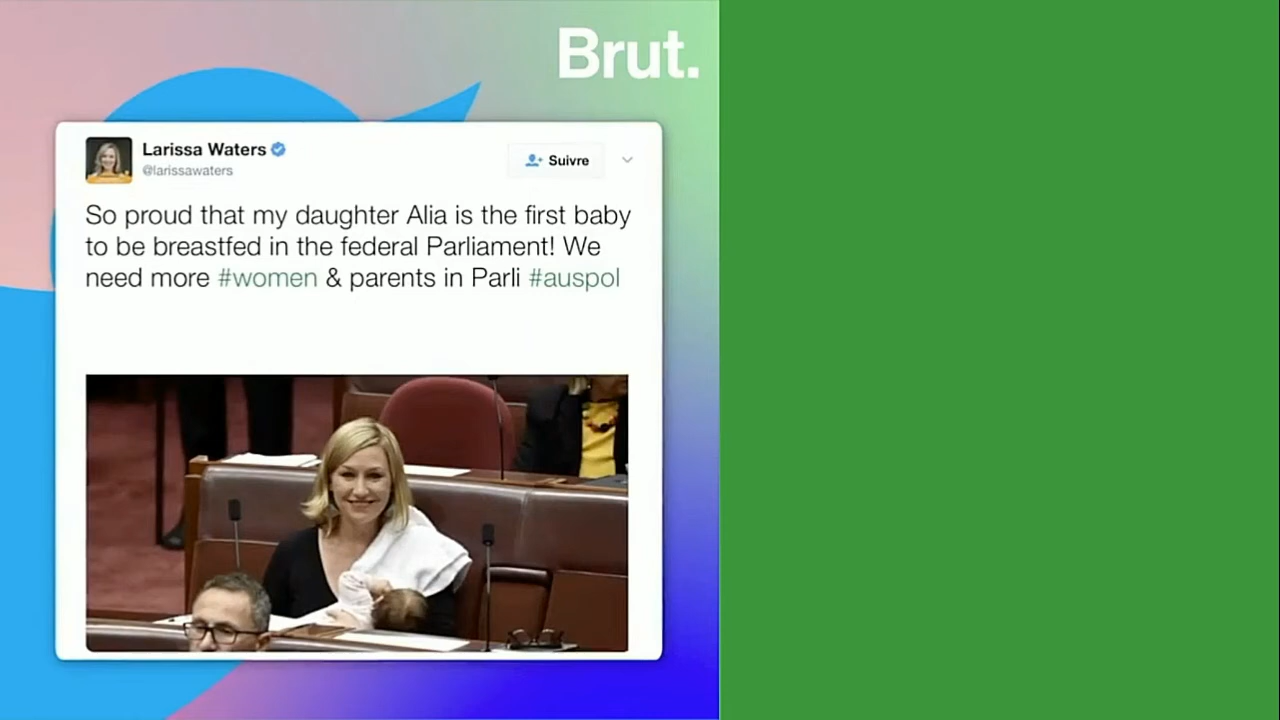 Brut.
Larissa Waters
@larissawaters
Suivre
So proud that my daughter Alia is the first baby
to be breastfed in the federal Parliament! We
need more #women & parents in Parli #auspol